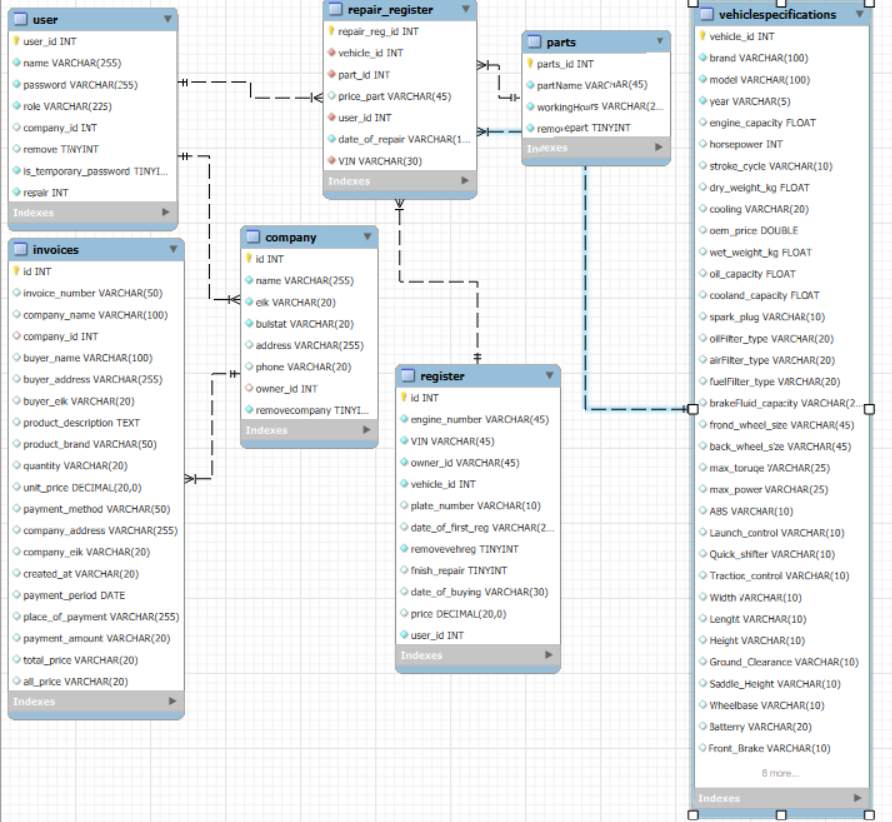 user
user_id INT
name VARCHAR(255)
password VARCHAR(255)
role VARCHAR(225)
company_id INT
remove TINYINT
is_temporary_password TINYI...
repair INT
Indexes
invoices
id INT
invoice_number VARCHAR(50)
company_name VARCHAR(100)
company_id INT
buyer_name VARCHAR(100)
buyer_address VARCHAR(255)
buyer_eik VARCHAR(20)
product_description TEXT
product_brand VARCHAR(50)
quantity VARCHAR(20)
unit_price DECIMAL(20,0)
payment_method VARCHAR(50)
company_address VARCHAR(255)
company_eik VARCHAR(20)
created_at VARCHAR(20)
payment_period DATE
place_of_payment VARCHAR(255)
payment_amount VARCHAR(20)
total_price VARCHAR(20)
all_price VARCHAR(20)
Indexes
company
id INT
name VARCHAR(255)
eik VARCHAR(20)
bulstat VARCHAR(20)
address VARCHAR(255)
phone VARCHAR(20)
owner_id INT
removecompany TINYI...
Indexes
repair_register
repair_reg_id INT
vehicle_id INT
part_id INT
price_part VARCHAR(45)
user_id INT
date_of_repair VARCHAR(1...
VIN VARCHAR(30)
Indexes
register
id INT
engine_number VARCHAR(45)
VIN VARCHAR(45)
owner_id VARCHAR(45)
vehicle_id INT
plate_number VARCHAR(10)
date_of_first_reg VARCHAR(2...
removevehreg TINYINT
fnish_repair TINYINT
date_of_buying VARCHAR(30)
price DECIMAL(20,0)
user_id INT
Indexes
parts
parts_id INT
partName VARCHAR(45)
workingHours VARCHAR(2...
removepart TINYINT
Indexes
vehiclespecifications
vehicle_id INT
brand VARCHAR(100)
model VARCHAR(100)
year VARCHAR(5)
engine_capacity FLOAT
horsepower INT
stroke_cycle VARCHAR(10)
dry_weight_kg FLOAT
cooling VARCHAR(20)
oem_price DOUBLE
wet_weight_kg FLOAT
oil_capacity FLOAT
cooland_capacity FLOAT
spark_plug VARCHAR(10)
oilFilter_type VARCHAR(20)
airFilter_type VARCHAR(20)
fuelFilter_type VARCHAR(20)
brakeFluid_capacity VARCHAR(2...
frond_wheel_size VARCHAR(45)
back_wheel_size VARCHAR(45)
max_toruqe VARCHAR(25)
max_power VARCHAR(25)
ABS VARCHAR(10)
Launch_control VARCHAR(10)
Quick_shifter VARCHAR(10)
Traction_control VARCHAR(10)
Width VARCHAR(10)
Lenght VARCHAR(10)
Height VARCHAR(10)
Ground_Clearance VARCHAR(10)
Saddle_Height VARCHAR(10)
Wheelbase VARCHAR(10)
Batterry VARCHAR(20)
Front_Brake VARCHAR(10)
8 more...
Indexes